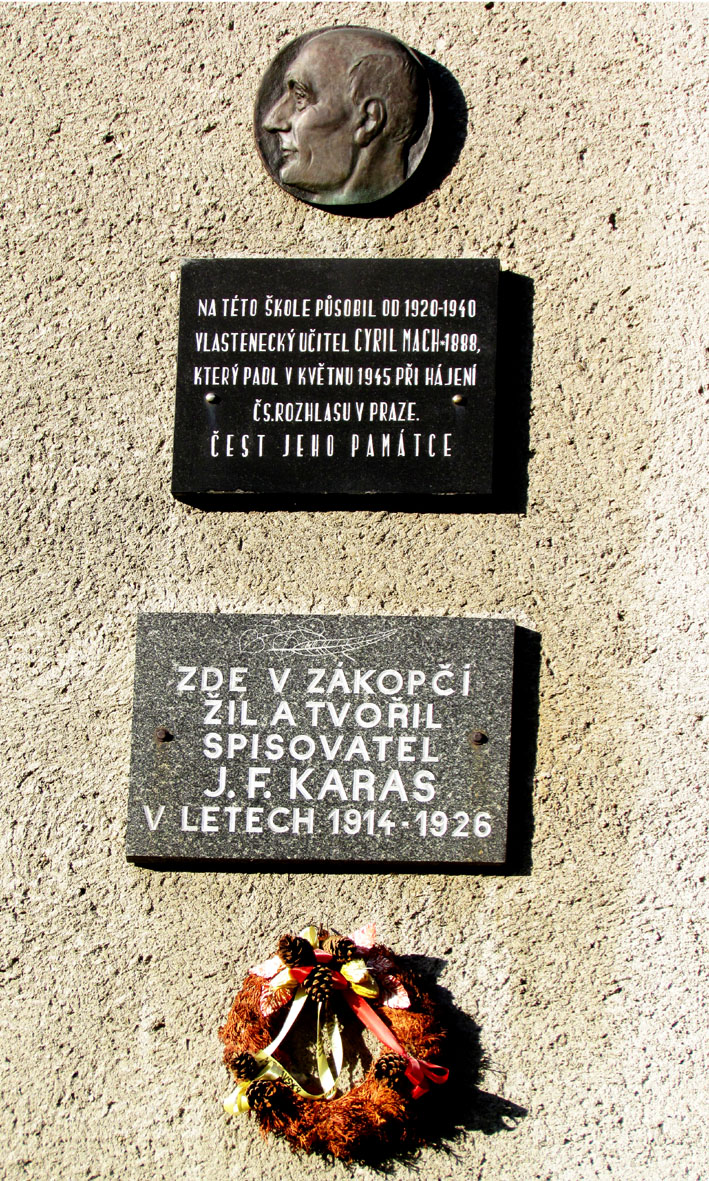 NA TÉTO ŠKOLE PŮSOBIL OD 1920-1940
VLASTENECKÝ UČITEL CYRIL MACH *1888,
KTERÝ PADL V KVĚTNU 1945 PŘI HÁJENÍ
ČS.ROZHLASU V PRAZE.
ČEST JEHO PAMÁTCE
ZDE V ZÁKOPČÍ
ŽIL A TVOŘIL
SPISOVATEL
J. F. KARAS
V LETECH 1914-1926